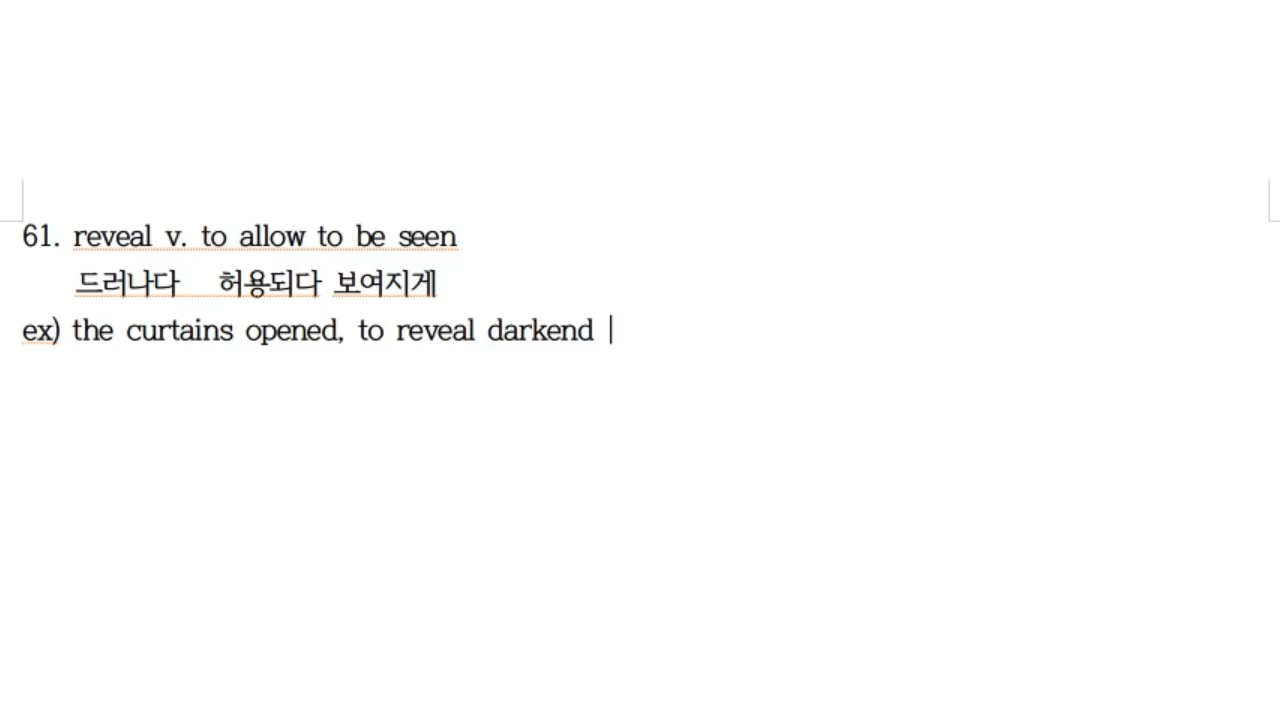 61. reveal v. to allow to be seen
드러나다 허용되다 보여지게
ex) the curtains opened, to reveal darkend